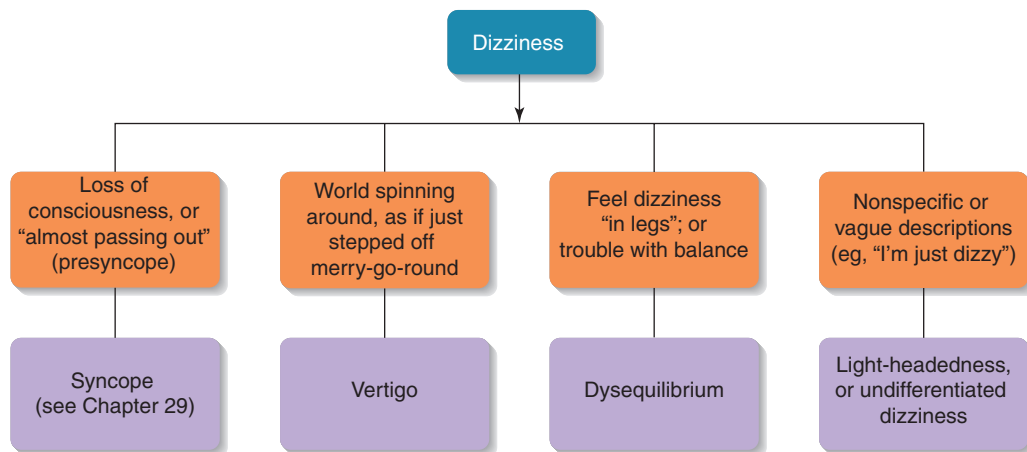 Dizziness
Loss of
consciousness, or
“almost passing out”
(presyncope)
World spinning
around, as if just
stepped off
merry-go-round
Feel dizziness
“in legs”; or
trouble with balance
Nonspecific or
vague descriptions
(eg, “I’m just dizzy”)
Syncope
(see Chapter 29)
Vertigo
Dysequilibrium
Light-headedness,
or undifferentiated
dizziness